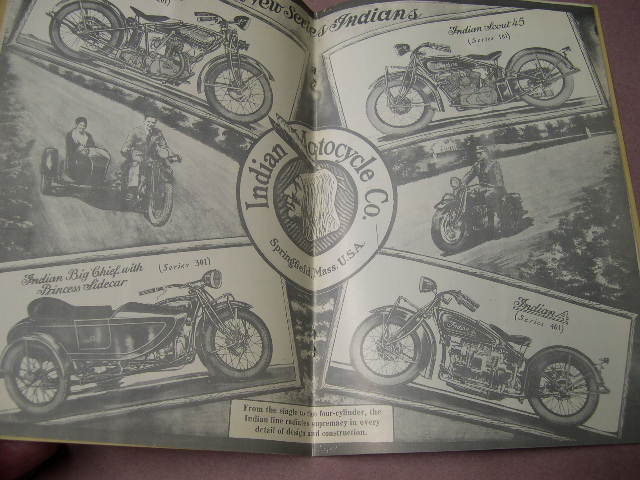 New Series Indians
Indian Scout 45
(Series 101)
Indian Motocycle Co.
Springfield, Mass. U.S.A.
Indian Big Chief with
Princess Sidecar
(Series 301)
Indian 4
(Series 401)
From the single to the four-cylinder, the
Indian line radiates supremacy in every
detail of design and construction.